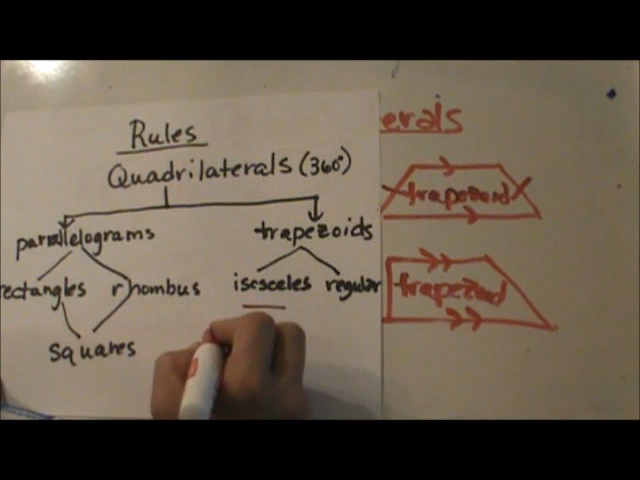 Rules
Quadrilaterals (360°)
parallelograms
trapezoids
rectangles
rhombus
isosceles
regular
squares
erals
trapezoid
trapezoid